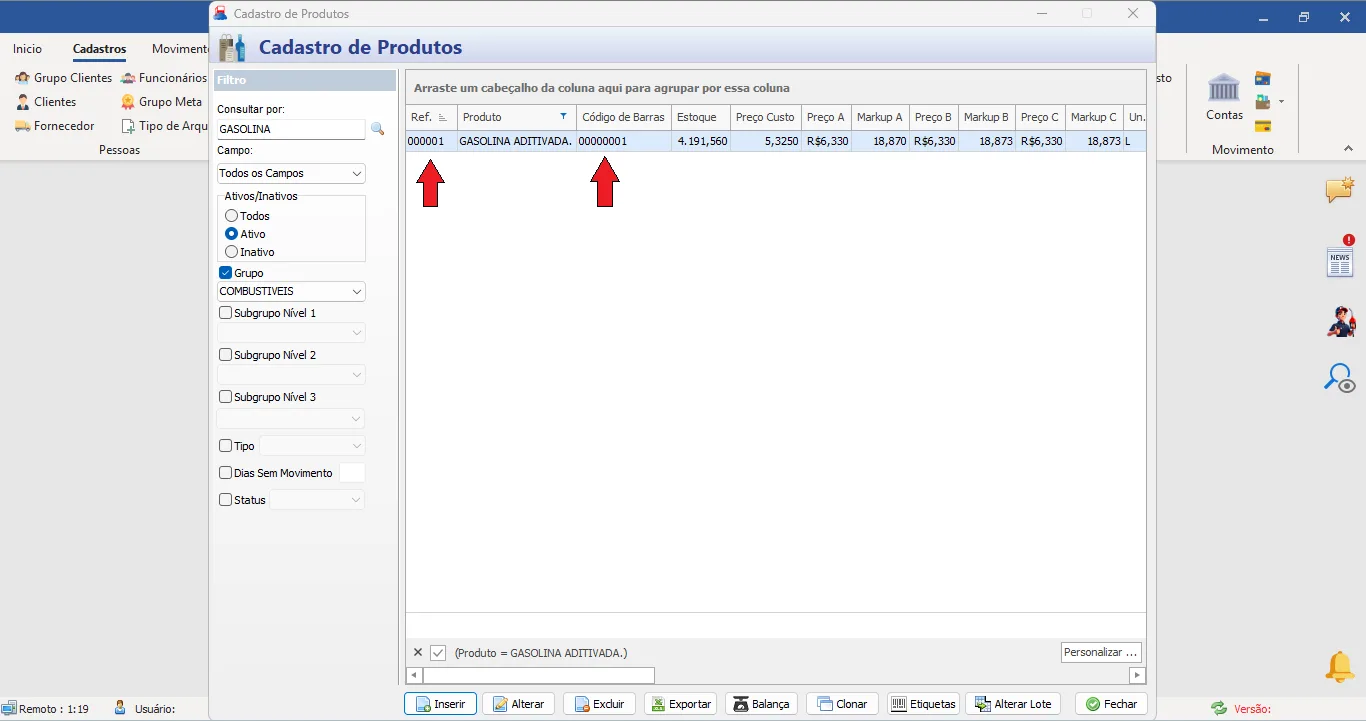 Cadastro de Produtos
Inicio Cadastros Movimento
Grupo Clientes Funcionários
Clientes Grupo Meta
Fornecedor Tipo de Arqu
Pessoas
Cadastro de Produtos
Filtro
Consultar por:
GASOLINA
Campo:
Todos os Campos
Ativos/Inativos
Todos
Ativo
Inativo
Grupo
COMBUSTIVEIS
Subgrupo Nível 1
Subgrupo Nível 2
Subgrupo Nível 3
Tipo
Dias Sem Movimento
Status
Arraste um cabeçalho da coluna aqui para agrupar por essa coluna
Ref. Produto Código de Barras Estoque Preço Custo Preço A Markup A Preço B Markup B Preço C Markup C Un.
000001 GASOLINA ADITIVADA. 00000001 4.191,560 5,3250 R$6,330 18,870 R$6,330 18,873 R$6,330 18,873 L
(Produto = GASOLINA ADITIVADA.)
Personalizar ...
Inserir Alterar Excluir Exportar Balança Clonar Etiquetas Alterar Lote Fechar
sto
Contas
Movimento
NEWS
Remoto : 1:19 Usuário: Versão: